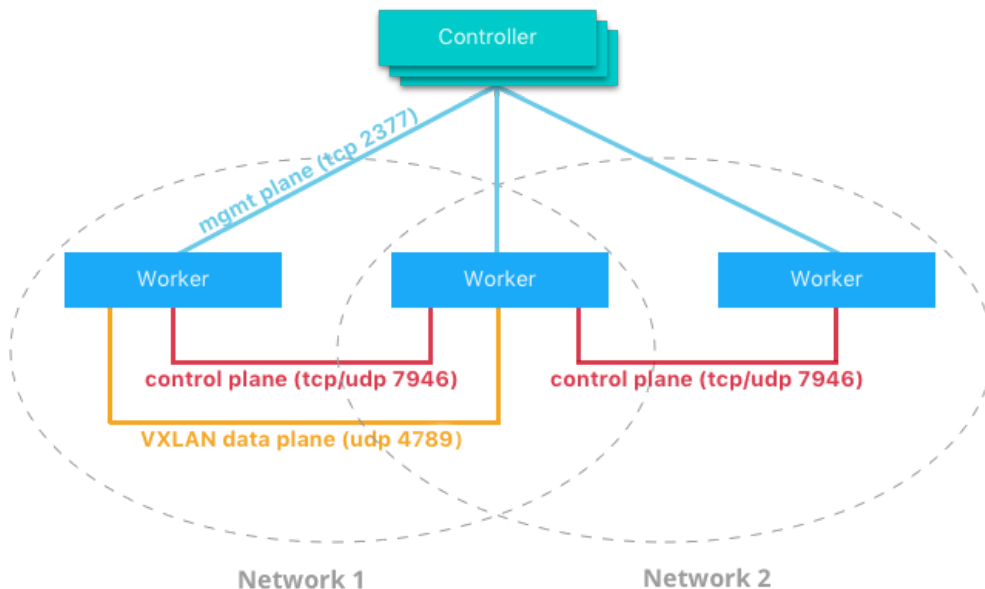 Controller
mgmt plane (tcp 2377)
Worker
Worker
Worker
control plane (tcp/udp 7946)
control plane (tcp/udp 7946)
VXLAN data plane (udp 4789)
Network 1
Network 2